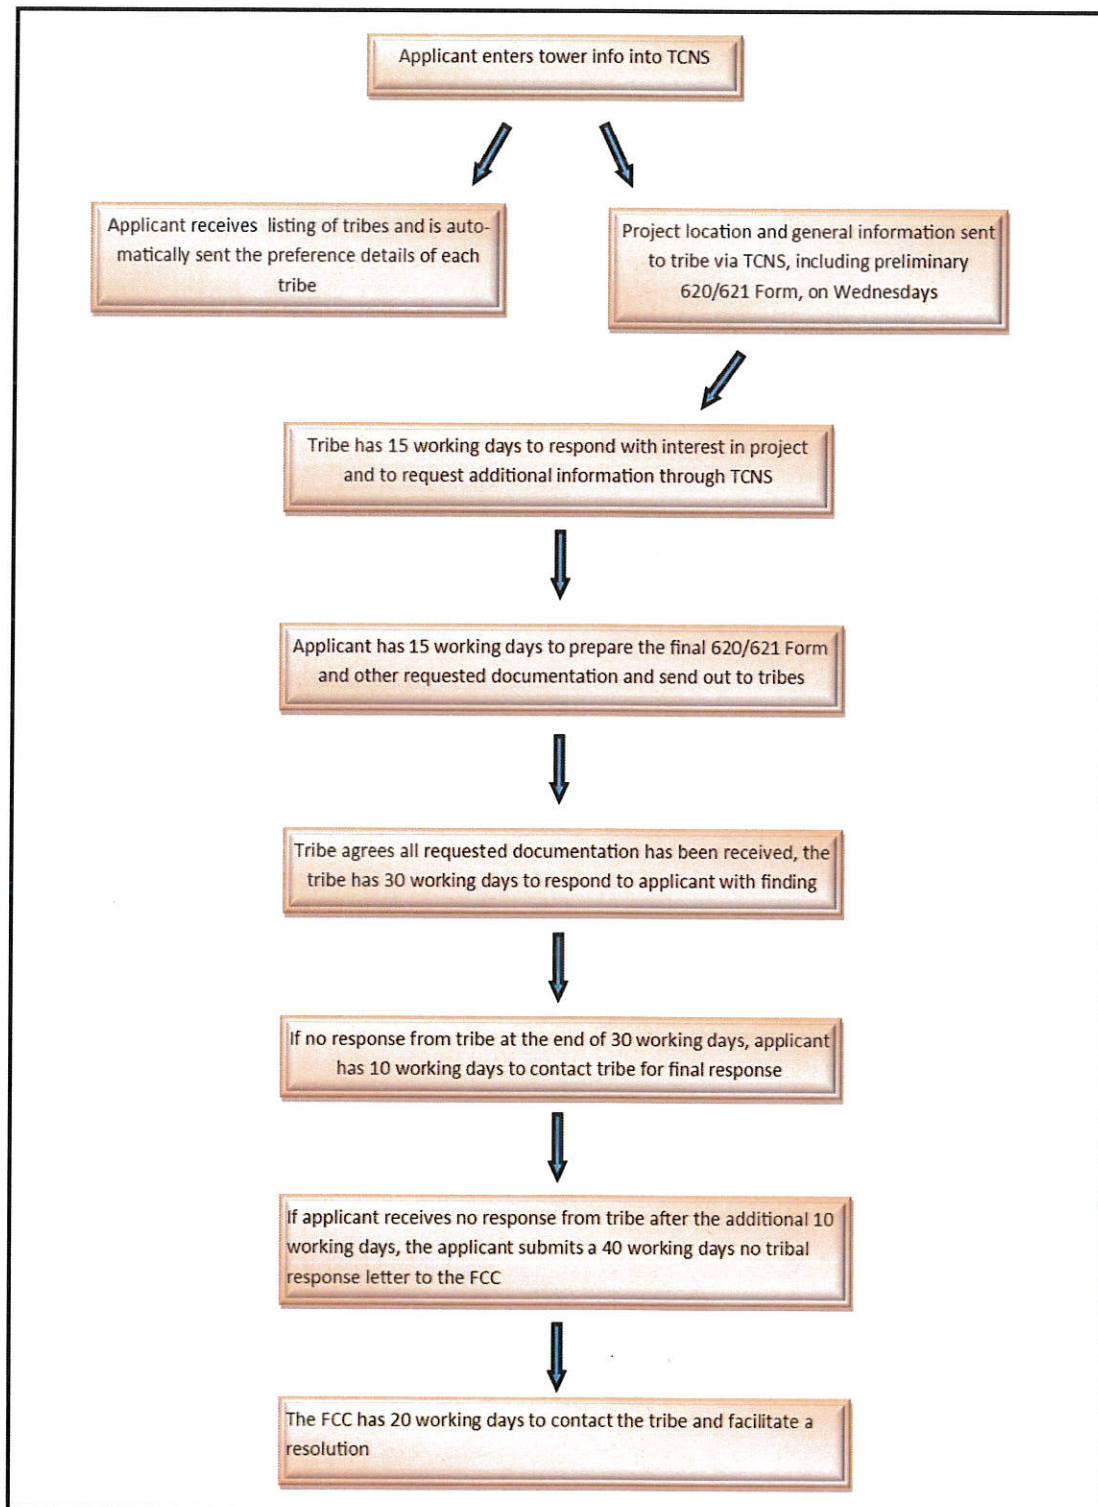 Applicant enters tower info into TCNS
Applicant receives listing of tribes and is auto-
matically sent the preference details of each
tribe
Project location and general information sent
to tribe via TCNS, including preliminary
620/621 Form, on Wednesdays
Tribe has 15 working days to respond with interest in project
and to request additional information through TCNS
Applicant has 15 working days to prepare the final 620/621 Form
and other requested documentation and send out to tribes
Tribe agrees all requested documentation has been received, the
tribe has 30 working days to respond to applicant with finding
If no response from tribe at the end of 30 working days, applicant
has 10 working days to contact tribe for final response
If applicant receives no response from tribe after the additional 10
working days, the applicant submits a 40 working days no tribal
response letter to the FCC
The FCC has 20 working days to contact the tribe and facilitate a
resolution